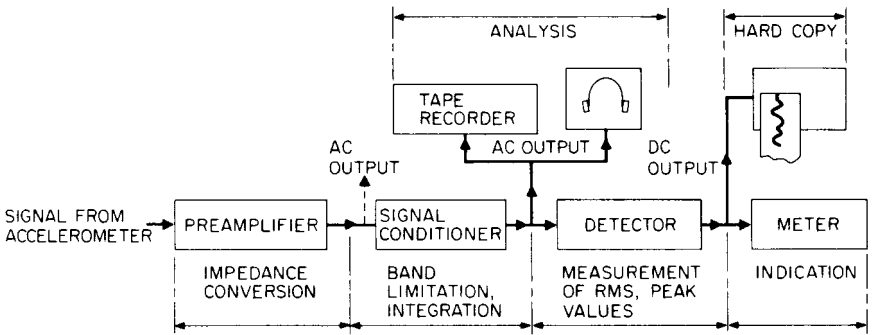 ANALYSIS
HARD COPY
TAPE
RECORDER
AC
OUTPUT
AC OUTPUT
DC
OUTPUT
SIGNAL FROM
ACCELEROMETER
PREAMPLIFIER
SIGNAL
CONDITIONER
DETECTOR
METER
IMPEDANCE
CONVERSION
BAND
LIMITATION,
INTEGRATION
MEASUREMENT
OF RMS, PEAK
VALUES
INDICATION